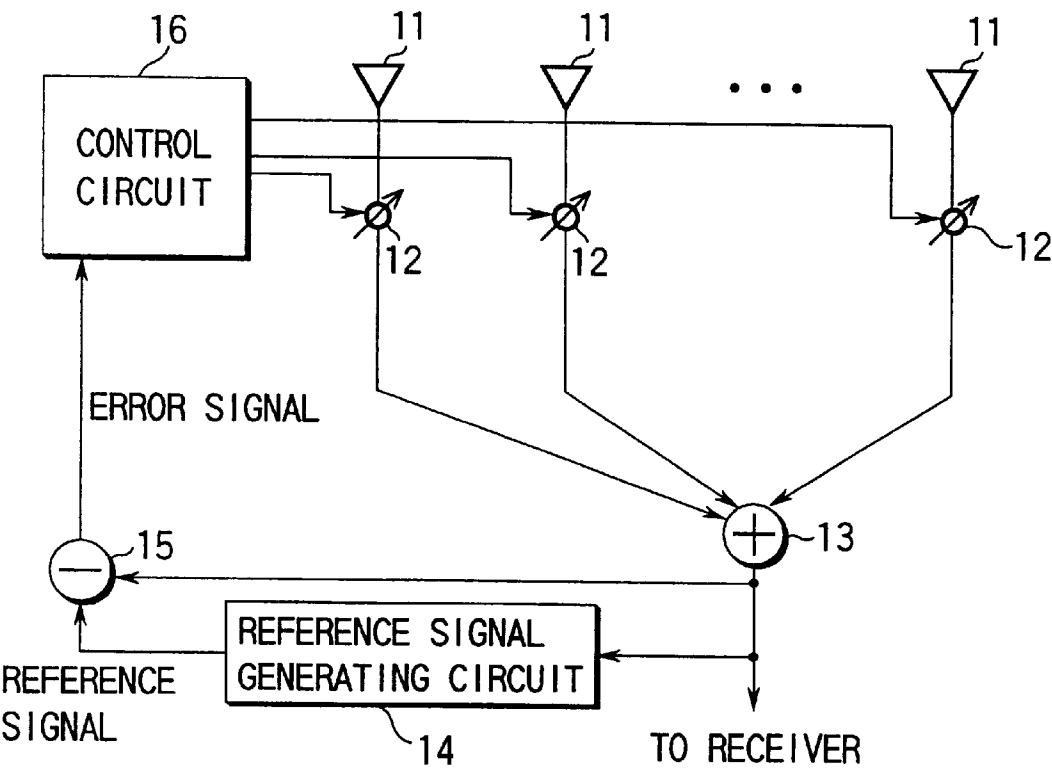 16
11
11
11
CONTROL
CIRCUIT
12
12
12
ERROR SIGNAL
15
13
REFERENCE SIGNAL
GENERATING CIRCUIT
REFERENCE
SIGNAL
14
TO RECEIVER